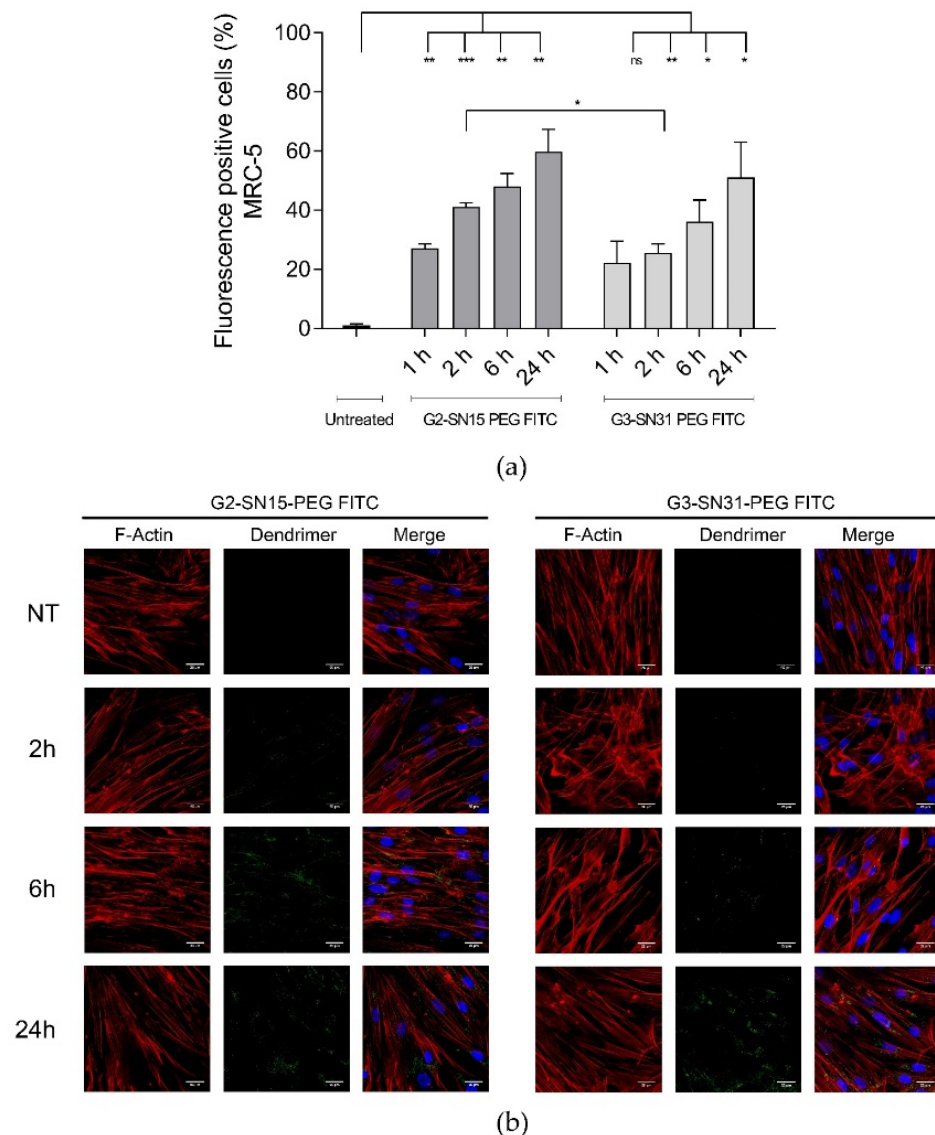 (a)
Fluorescence positive cells (%)
MRC-5
100
80
60
40
20
0
** *** ** ** ns ** * *
*
1 h 2 h 6 h 24 h 1 h 2 h 6 h 24 h
Untreated G2-SN15 PEG FITC G3-SN31 PEG FITC
(a)
G2-SN15-PEG FITC G3-SN31-PEG FITC
F-Actin Dendrimer Merge F-Actin Dendrimer Merge
NT
2h
6h
24h
(b)